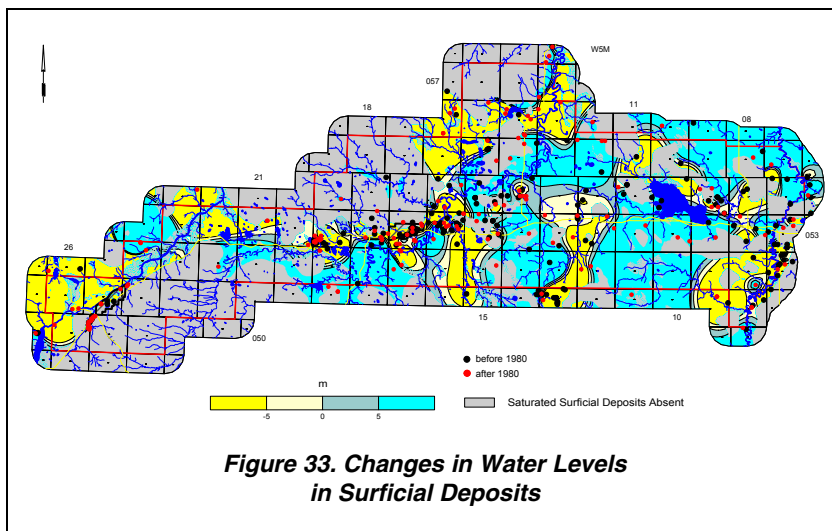 W5M
057
18
11
08
21
26
053
050
15
10
before 1980
after 1980
m
-5 0 5
Saturated Surficial Deposits Absent
Figure 33. Changes in Water Levels
in Surficial Deposits